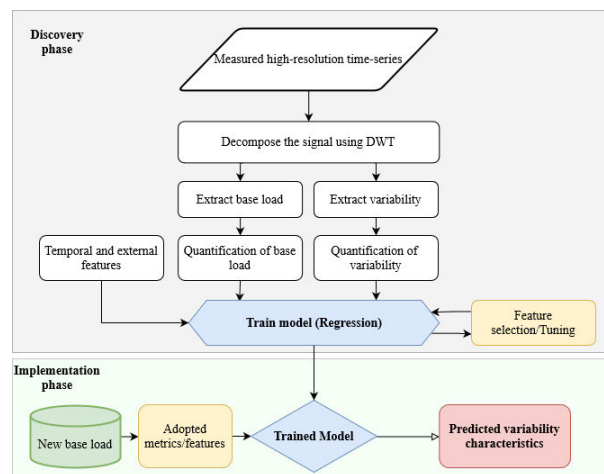 Discovery
phase
Measured high-resolution time-series
Decompose the signal using DWT
Extract base load
Extract variability
Temporal and external
features
Quantification of base
load
Quantification of
variability
Train model (Regression)
Feature
selection/Tuning
Implementation
phase
New base load
Adopted
metrics/features
Trained Model
Predicted variability
characteristics